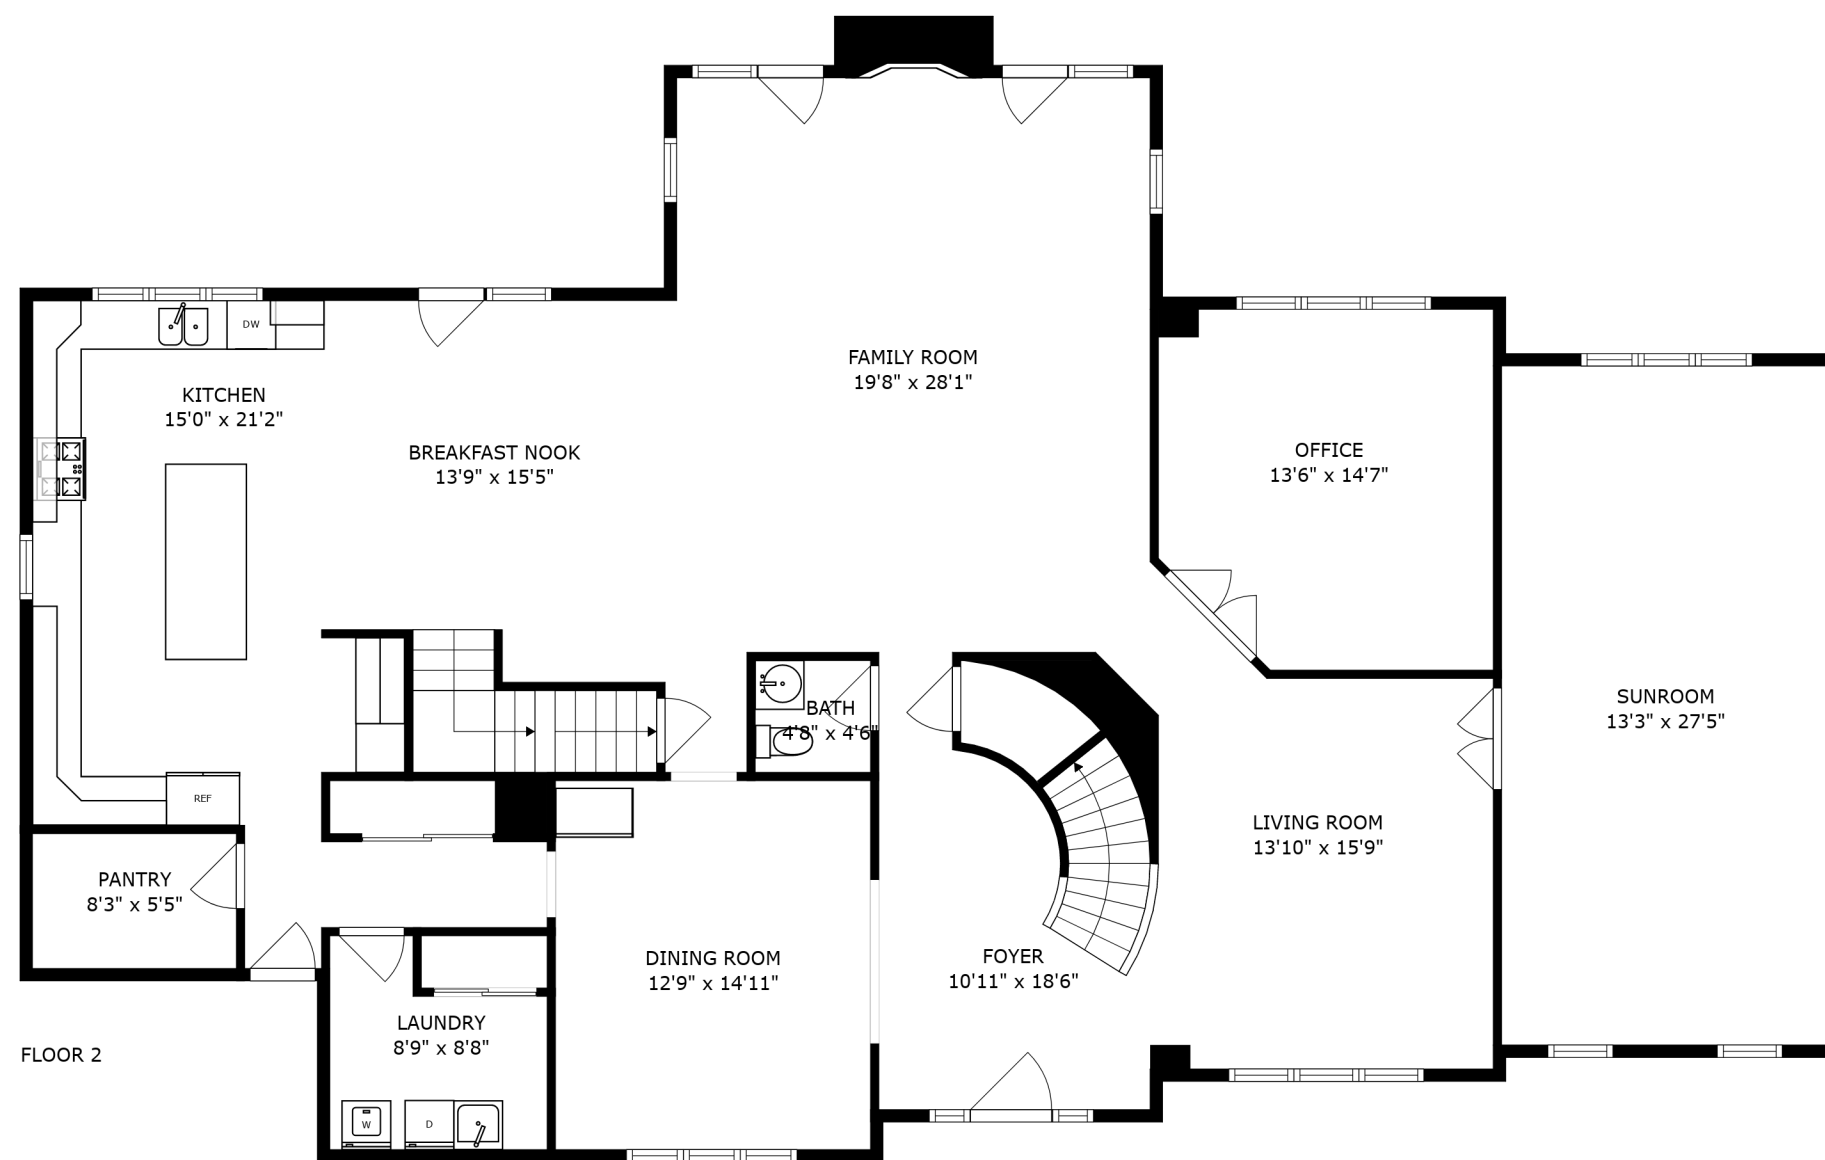 FAMILY ROOM
19'8" x 28'1"
DW
KITCHEN
15'0" x 21'2"
BREAKFAST NOOK
13'9" x 15'5"
OFFICE
13'6" x 14'7"
SUNROOM
13'3" x 27'5"
BATH
4'8" x 4'6"
REF
LIVING ROOM
13'10" x 15'9"
PANTRY
8'3" x 5'5"
DINING ROOM
12'9" x 14'11"
FOYER
10'11" x 18'6"
LAUNDRY
8'9" x 8'8"
FLOOR 2
W
D